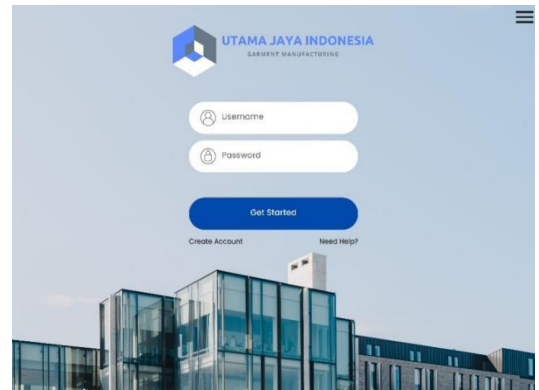 UTAMA JAYA INDONESIA
GARMENT MANUFACTURING
Username
Password
Get Started
Create Account Need Help?